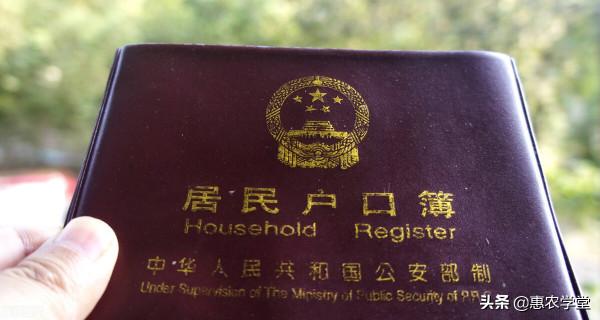 居民户口簿
Household Register
中华人民共和国公安部制
Under Supervision of The Ministry of Public Security of P.R.
头条 @惠农学堂